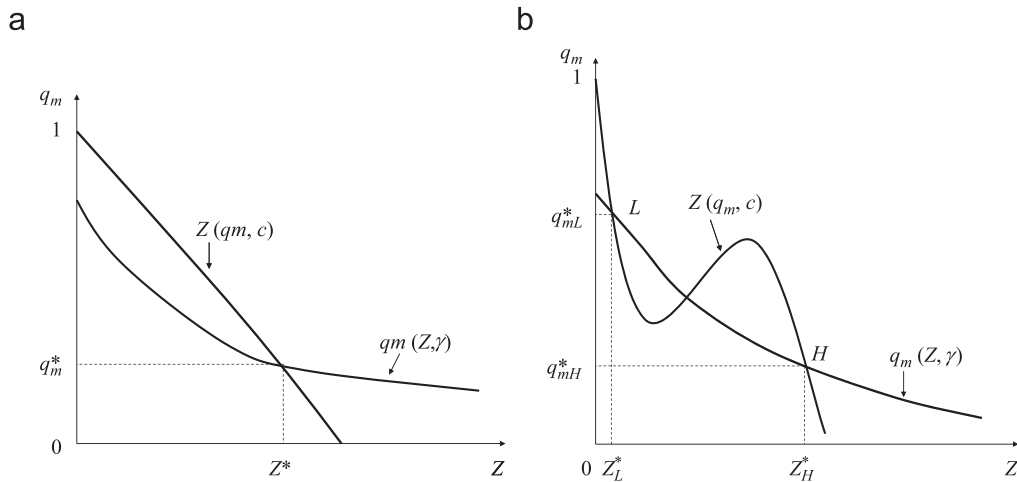 a
q_m
1
Z (qm, c)
qm (Z,γ)
q*_m
0
Z*
Z
b
q_m
1
q*_mL
L
Z (q_m, c)
q*_mH
H
q_m (Z, γ)
0
Z*_L
Z*_H
Z